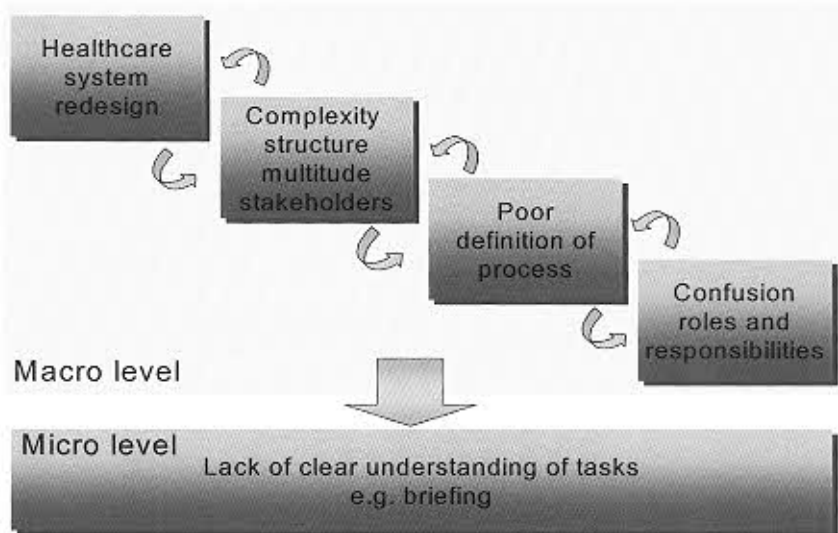 Healthcare
system
redesign
Complexity
structure
multitude
stakeholders
Poor
definition of
process
Confusion
roles and
responsibilities
Macro level
Micro level
Lack of clear understanding of tasks
e.g. briefing